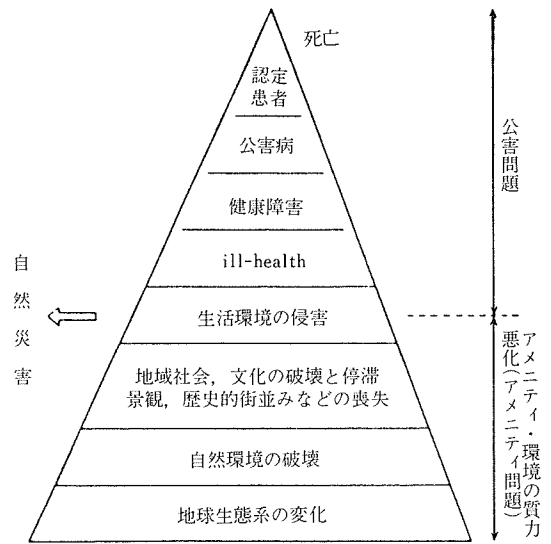 死亡
認定
患者
公害病
健康障害
ill-health
生活環境の侵害
地域社会，文化の破壊と停滞
景観，歴史的街並みなどの喪失
自然環境の破壊
地球生態系の変化
自然災害
公害問題
アメニティ・環境の質力
悪化（アメニティ問題）